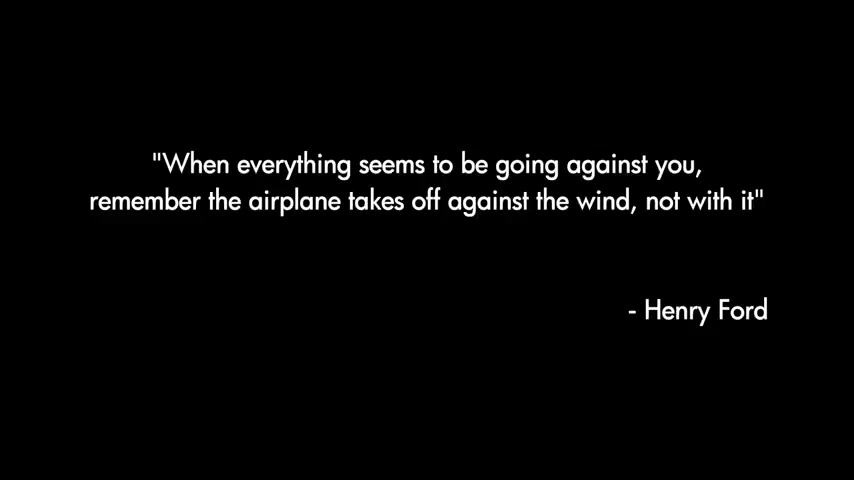 "When everything seems to be going against you,
remember the airplane takes off against the wind, not with it"
- Henry Ford